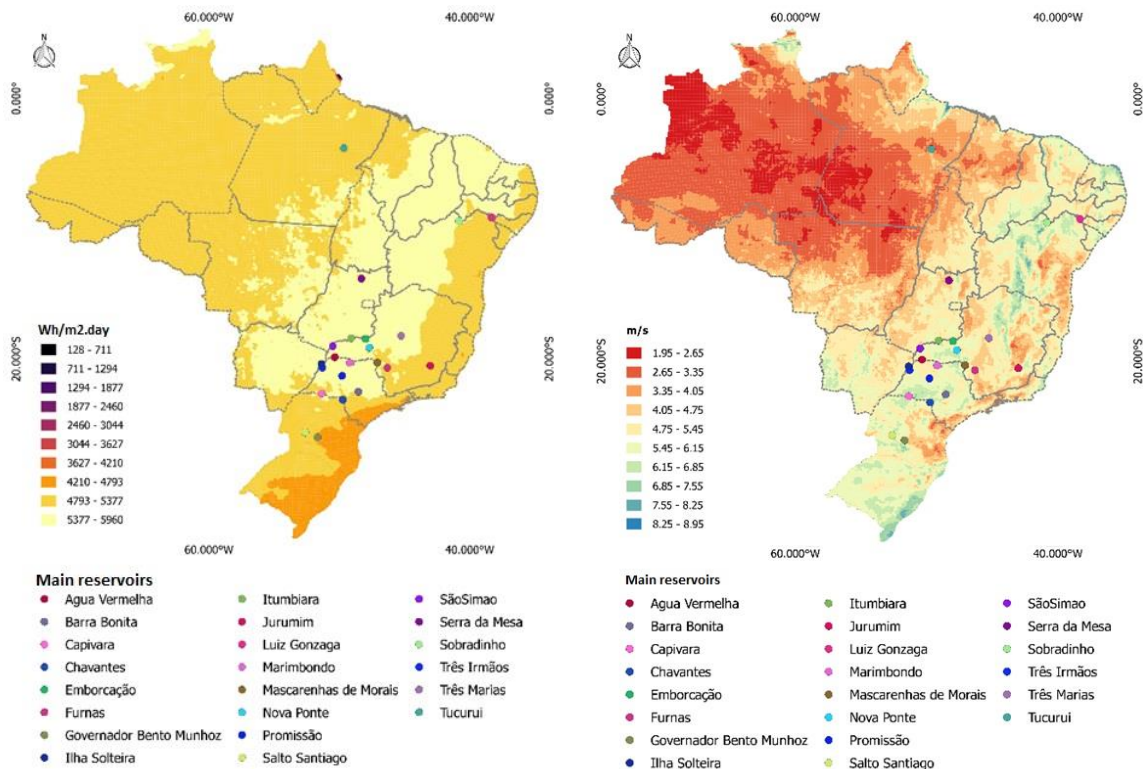 60.000°W 40.000°W
N
0.000° 0.000°
20.000°S 20.000°S
Wh/m2.day
128 - 711
711 - 1294
1294 - 1877
1877 - 2460
2460 - 3044
3044 - 3627
3627 - 4210
4210 - 4793
4793 - 5377
5377 - 5960
60.000°W 40.000°W
Main reservoirs
Agua Vermelha Itumbiara SãoSimao
Barra Bonita Jurumim Serra da Mesa
Capivara Luiz Gonzaga Sobradinho
Chavantes Marimbondo Três Irmãos
Emborcação Mascarenhas de Morais Três Marias
Furnas Nova Ponte Tucurui
Governador Bento Munhoz Promissão
Ilha Solteira Salto Santiago
60.000°W 40.000°W
N
0.000° 0.000°
20.000°S 20.000°S
m/s
1.95 - 2.65
2.65 - 3.35
3.35 - 4.05
4.05 - 4.75
4.75 - 5.45
5.45 - 6.15
6.15 - 6.85
6.85 - 7.55
7.55 - 8.25
8.25 - 8.95
60.000°W 40.000°W
Main reservoirs
Agua Vermelha Itumbiara SãoSimao
Barra Bonita Jurumim Serra da Mesa
Capivara Luiz Gonzaga Sobradinho
Chavantes Marimbondo Três Irmãos
Emborcação Mascarenhas de Morais Três Marias
Furnas Nova Ponte Tucurui
Governador Bento Munhoz Promissão
Ilha Solteira Salto Santiago